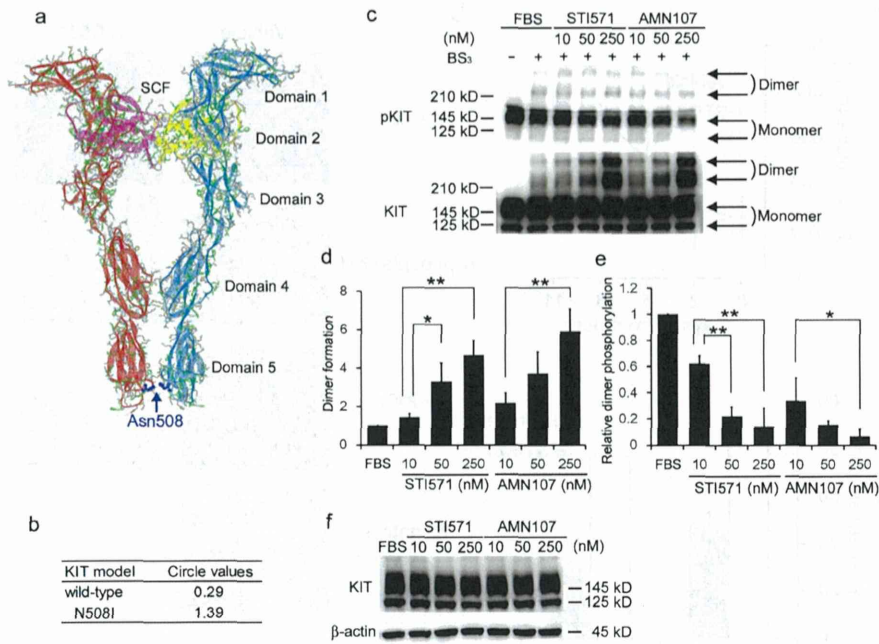 a
SCF
Domain 1
Domain 2
Domain 3
Domain 4
Domain 5
Asn508
b
KIT model Circle values
wild-type 0.29
N508I 1.39
c
FBS STI571 AMN107
(nM) 10 50 250 10 50 250
BS3 - + + + + + + +
pKIT
210 kD
145 kD
125 kD
Dimer
Monomer
KIT
210 kD
145 kD
125 kD
Dimer
Monomer
d
Dimer formation
8
6
4
2
0
** **
*
FBS 10 50 250 10 50 250
STI571 (nM) AMN107 (nM)
e
Relative dimer phosphorylation
1.2
1
0.8
0.6
0.4
0.2
0
** *
**
FBS 10 50 250 10 50 250
STI571 (nM) AMN107 (nM)
f
STI571 AMN107
FBS 10 50 250 10 50 250 (nM)
KIT
145 kD
125 kD
β-actin 45 kD